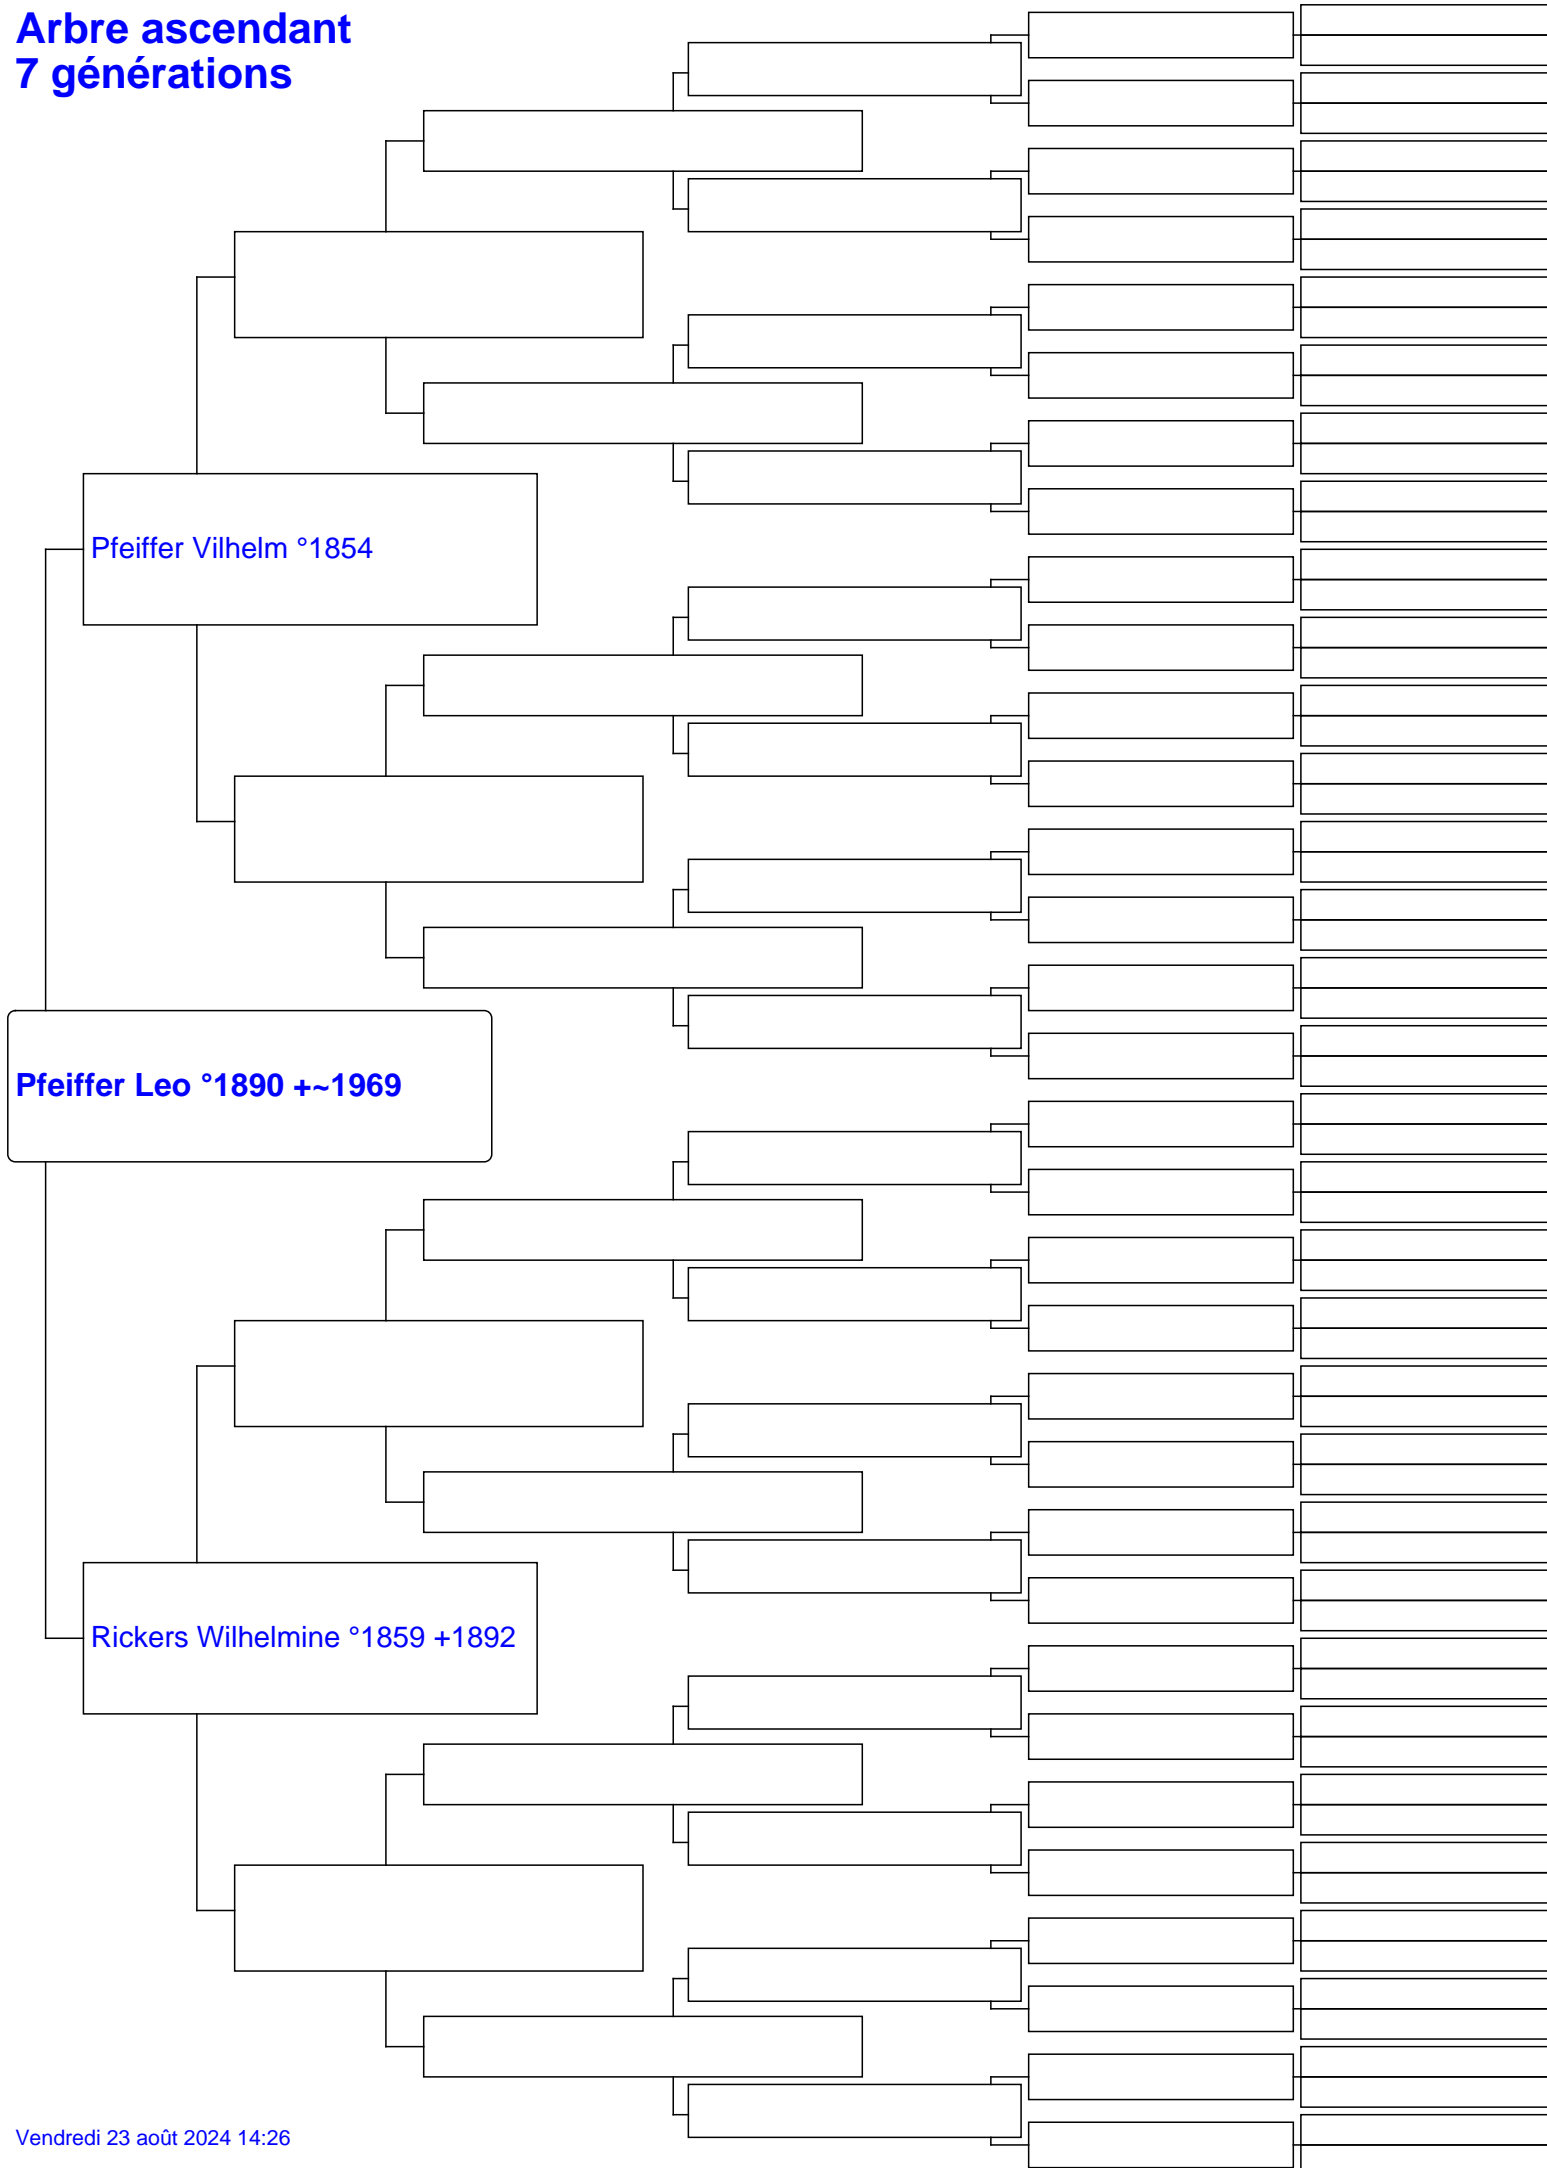 Arbre ascendant
7 générations
Pfeiffer Vilhelm °1854
Pfeiffer Leo °1890 +~1969
Rickers Wilhelmine °1859 +1892
Vendredi 23 août 2024 14:26